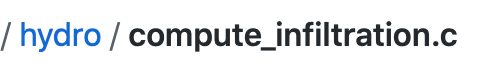 / hydro / compute_infiltration.c